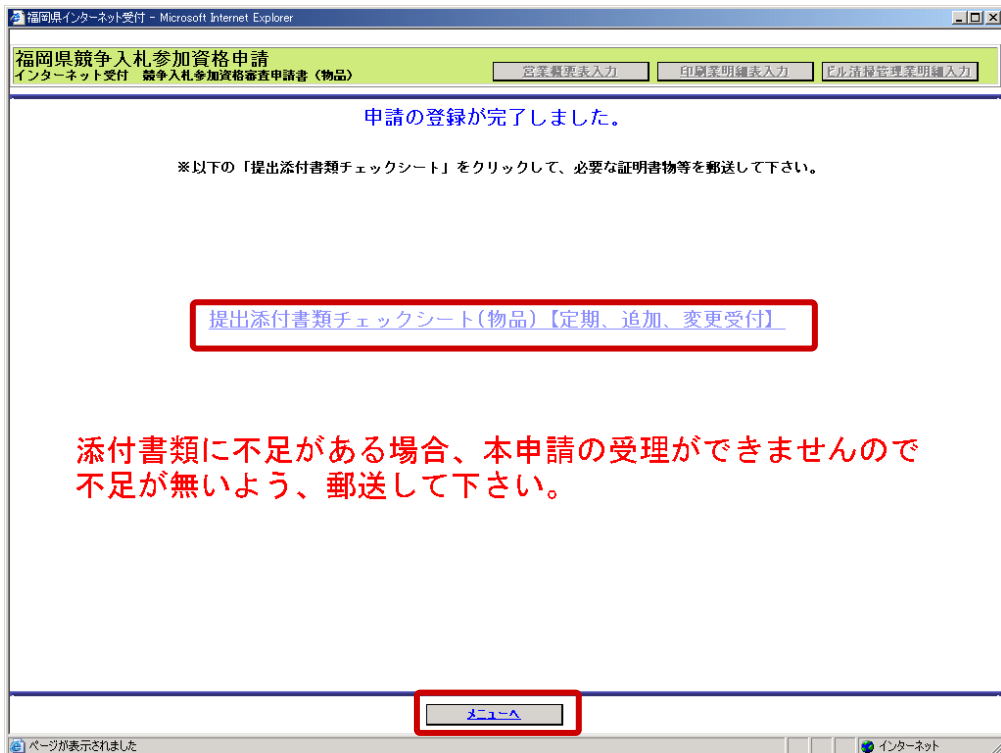 福岡県インターネット受付 - Microsoft Internet Explorer
福岡県競争入札参加資格申請
インターネット受付 競争入札参加資格審査申請書（物品）
営業概要表入力 印刷業明細表入力 ビル清掃管理業明細入力
申請の登録が完了しました。
※以下の「提出添付書類チェックシート」をクリックして、必要な証明書物等を郵送して下さい。
提出添付書類チェックシート(物品)【定期、追加、変更受付】
添付書類に不足がある場合、本申請の受理ができませんので
不足が無いよう、郵送して下さい。
メニューへ
ページが表示されました インターネット